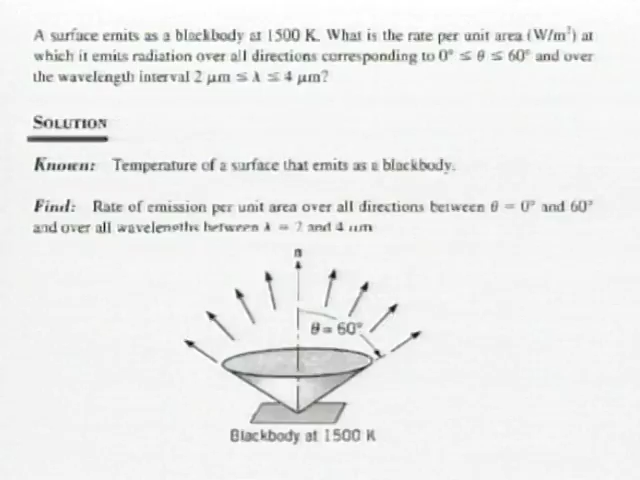 A surface emits as a blackbody at 1500 K. What is the rate per unit area (W/m²) at
which it emits radiation over all directions corresponding to 0° ≤ θ ≤ 60° and over
the wavelength interval 2 μm ≤ λ ≤ 4 μm?
SOLUTION
Known: Temperature of a surface that emits as a blackbody.
Find: Rate of emission per unit area over all directions between θ = 0° and 60°
and over all wavelengths between λ = 2 and 4 μm
n
θ = 60°
Blackbody at 1500 K